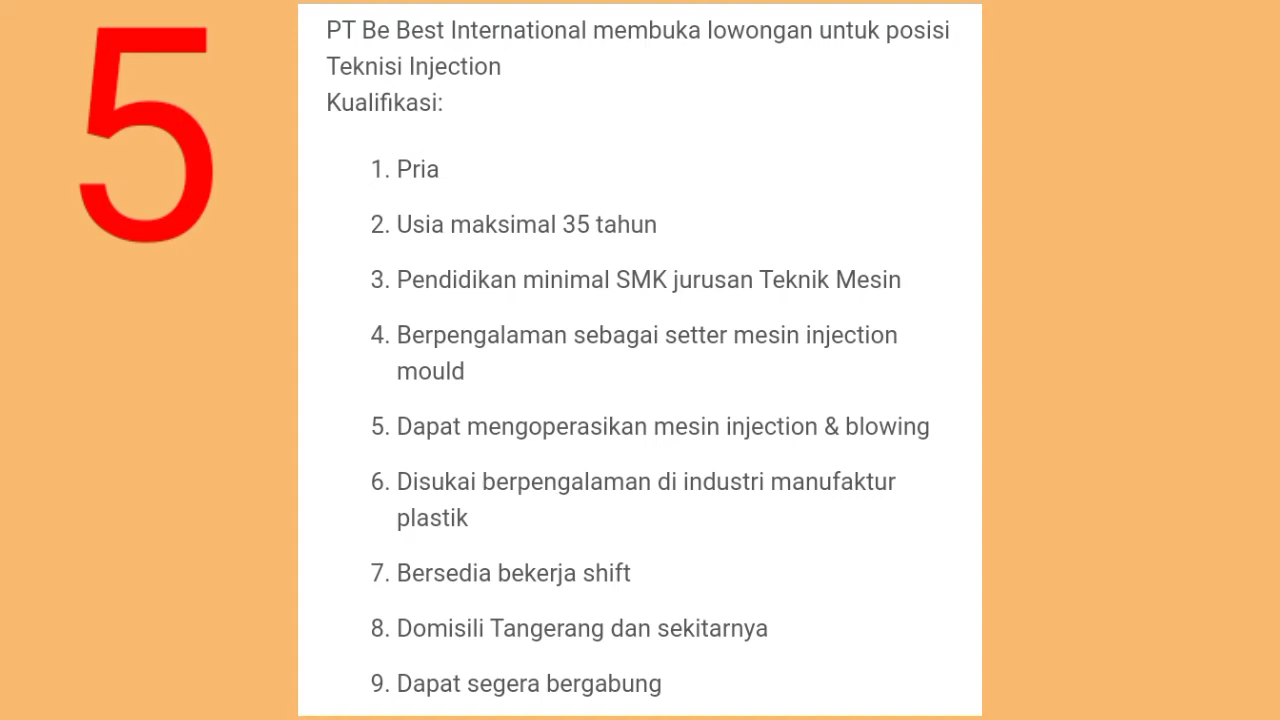 5
PT Be Best International membuka lowongan untuk posisi
Teknisi Injection
Kualifikasi:
1. Pria
2. Usia maksimal 35 tahun
3. Pendidikan minimal SMK jurusan Teknik Mesin
4. Berpengalaman sebagai setter mesin injection
mould
5. Dapat mengoperasikan mesin injection & blowing
6. Disukai berpengalaman di industri manufaktur
plastik
7. Bersedia bekerja shift
8. Domisili Tangerang dan sekitarnya
9. Dapat segera bergabung